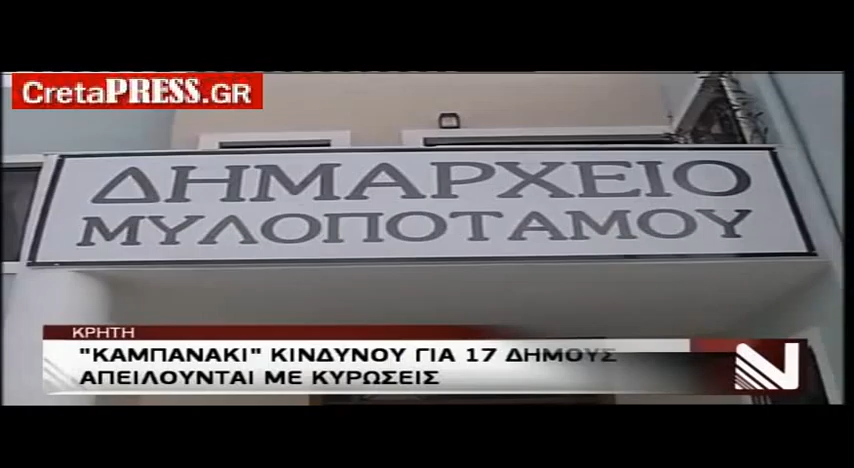 CretaPRESS.GR
ΔΗΜΑΡΧΕΙΟ
ΜΥΛΟΠΟΤΑΜΟΥ
ΚΡΗΤΗ
"ΚΑΜΠΑΝΑΚΙ" ΚΙΝΔΥΝΟΥ ΓΙΑ 17 ΔΗΜΟΥΣ
ΑΠΕΙΛΟΥΝΤΑΙ ΜΕ ΚΥΡΩΣΕΙΣ
N